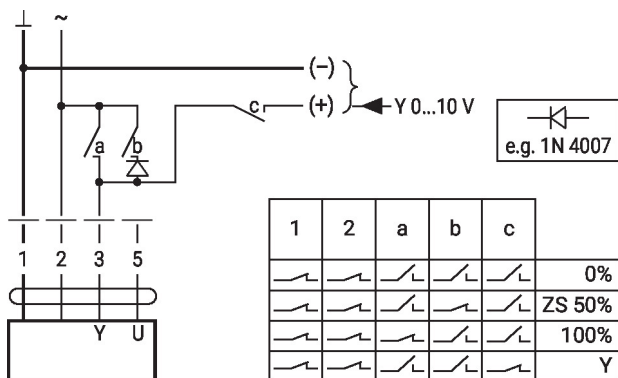 ⊥ ~
(–)
c (+) Y 0...10 V
a b
e.g. 1N 4007
1 2 3 5
Y U
1 2 a b c
0%
ZS 50%
100%
Y